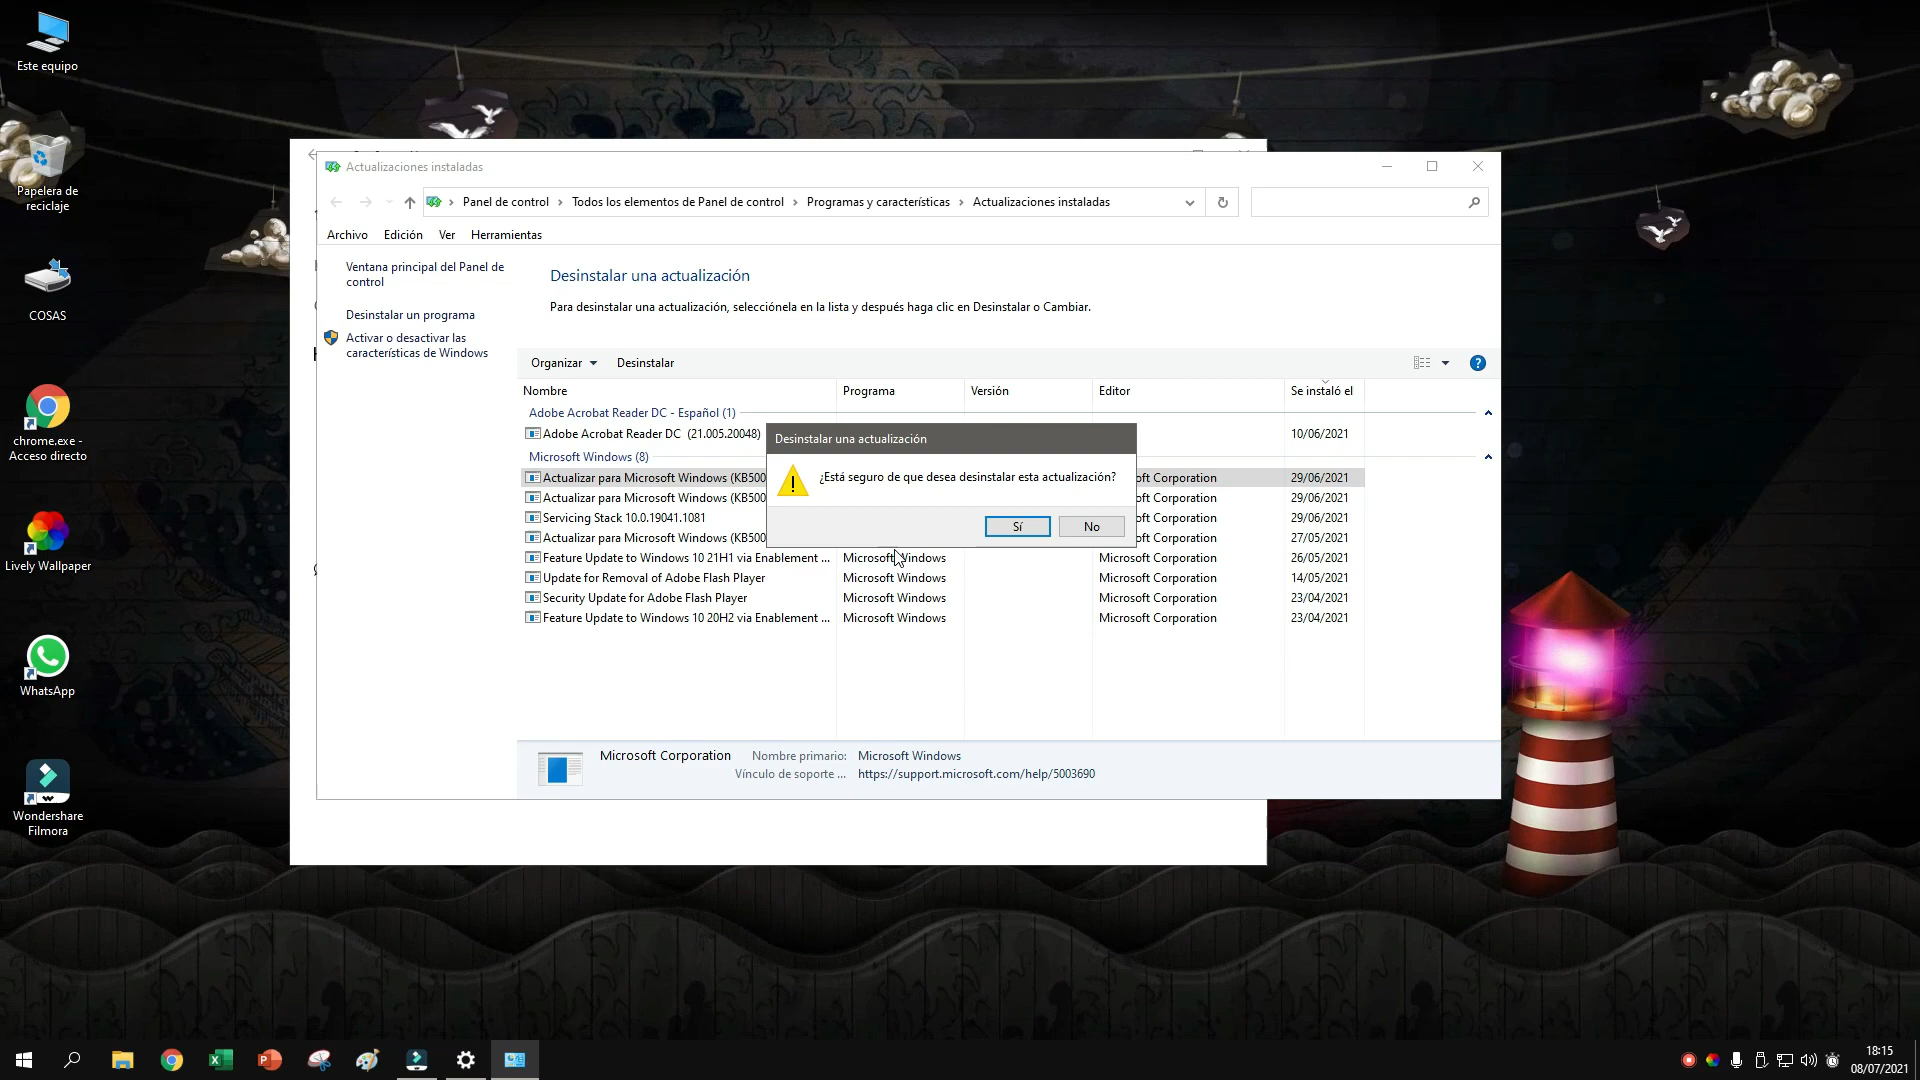 Este equipo
Papelera de
reciclaje
COSAS
chrome.exe -
Acceso directo
Lively Wallpaper
WhatsApp
Wondershare
Filmora
Actualizaciones instaladas
Panel de control
Todos los elementos de Panel de control
Programas y características
Actualizaciones instaladas
Archivo
Edición
Ver
Herramientas
Ventana principal del Panel de
control
Desinstalar un programa
Activar o desactivar las
características de Windows
Desinstalar una actualización
Para desinstalar una actualización, selecciónela en la lista y después haga clic en Desinstalar o Cambiar.
Organizar
Desinstalar
Nombre
Programa
Versión
Editor
Se instaló el
Adobe Acrobat Reader DC - Español (1)
Adobe Acrobat Reader DC (21.005.20048)
10/06/2021
Microsoft Windows (8)
Actualizar para Microsoft Windows (KB500
oft Corporation
29/06/2021
Actualizar para Microsoft Windows (KB500
oft Corporation
29/06/2021
Servicing Stack 10.0.19041.1081
oft Corporation
29/06/2021
Actualizar para Microsoft Windows (KB500
oft Corporation
27/05/2021
Feature Update to Windows 10 21H1 via Enablement ...
Microsoft Windows
Microsoft Corporation
26/05/2021
Update for Removal of Adobe Flash Player
Microsoft Windows
Microsoft Corporation
14/05/2021
Security Update for Adobe Flash Player
Microsoft Windows
Microsoft Corporation
23/04/2021
Feature Update to Windows 10 20H2 via Enablement ...
Microsoft Windows
Microsoft Corporation
23/04/2021
Desinstalar una actualización
¿Está seguro de que desea desinstalar esta actualización?
Sí
No
Microsoft Corporation
Nombre primario: Microsoft Windows
Vínculo de soporte ... https://support.microsoft.com/help/5003690
18:15
08/07/2021